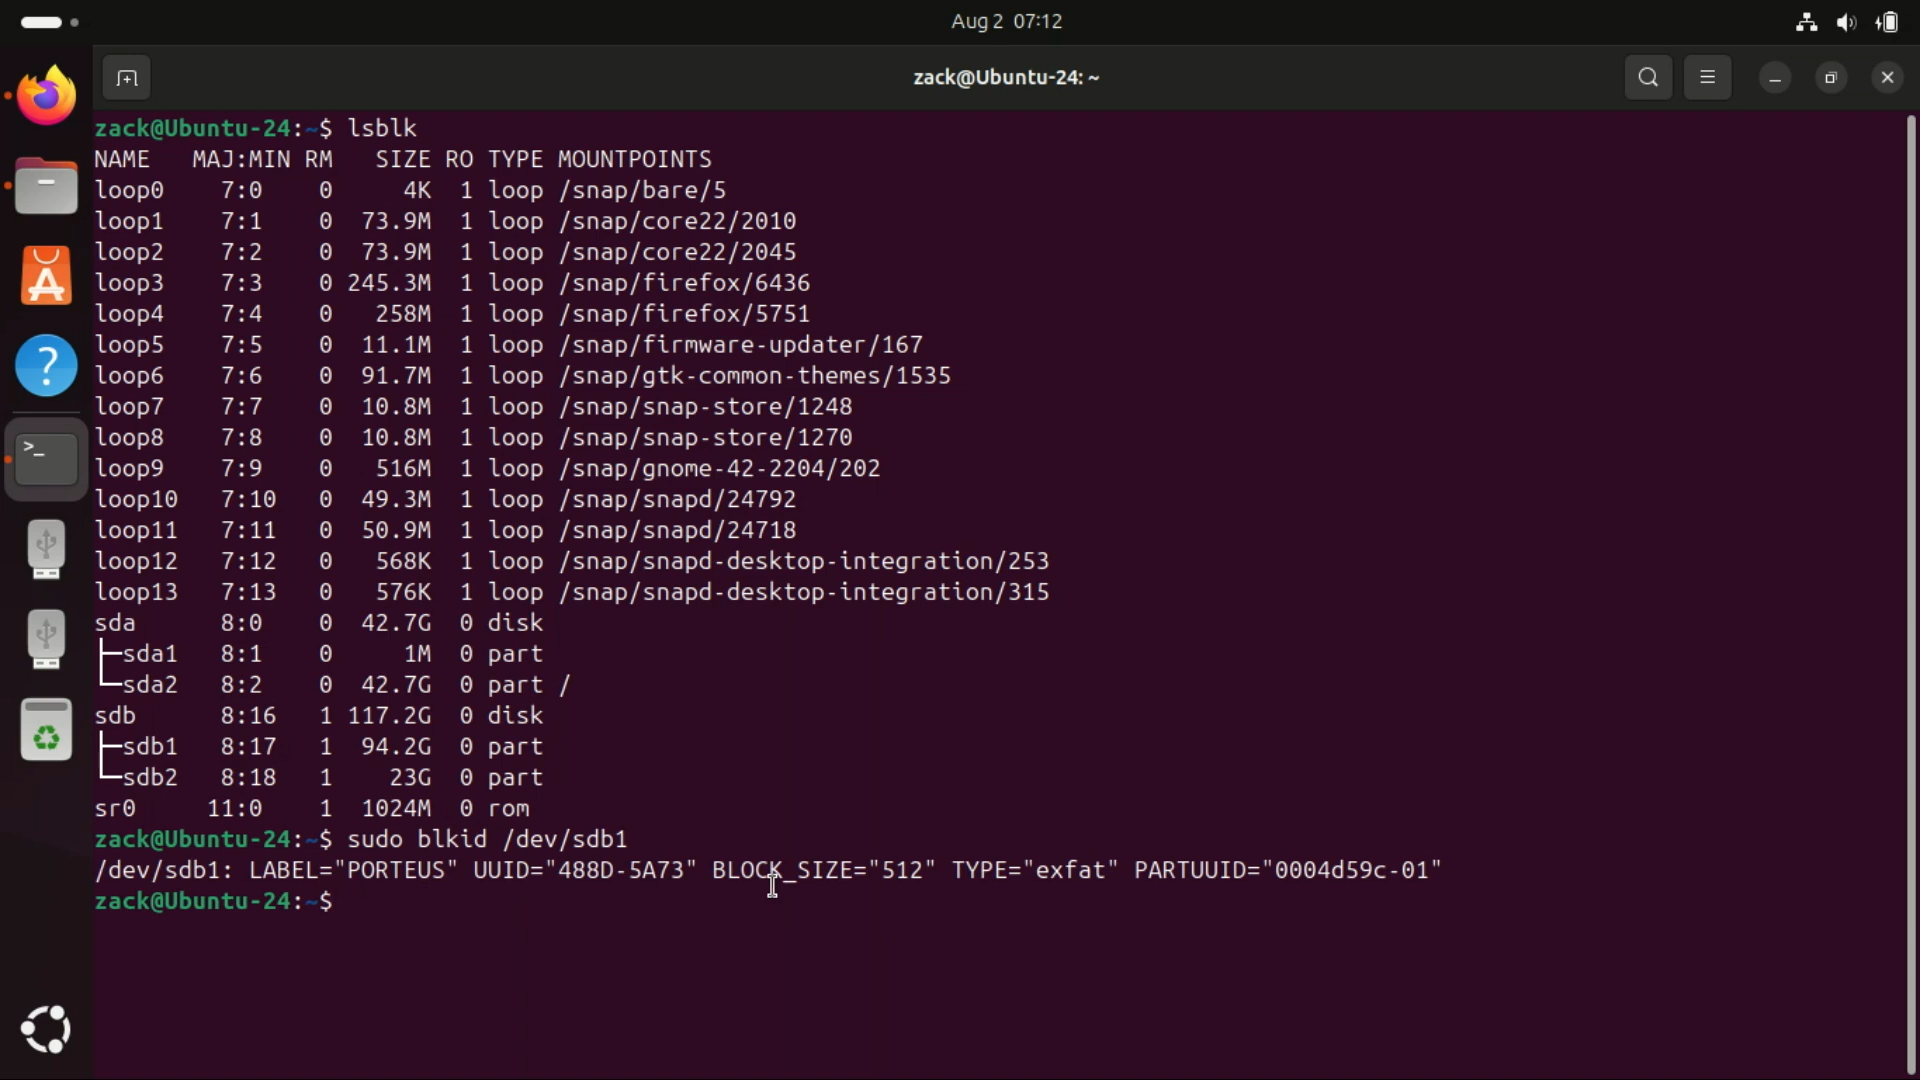 Aug 2 07:12
zack@Ubuntu-24: ~
zack@Ubuntu-24:~$ lsblk
NAME   MAJ:MIN RM   SIZE RO TYPE MOUNTPOINTS
loop0    7:0    0     4K  1 loop /snap/bare/5
loop1    7:1    0  73.9M  1 loop /snap/core22/2010
loop2    7:2    0  73.9M  1 loop /snap/core22/2045
loop3    7:3    0 245.3M  1 loop /snap/firefox/6436
loop4    7:4    0   258M  1 loop /snap/firefox/5751
loop5    7:5    0  11.1M  1 loop /snap/firmware-updater/167
loop6    7:6    0  91.7M  1 loop /snap/gtk-common-themes/1535
loop7    7:7    0  10.8M  1 loop /snap/snap-store/1248
loop8    7:8    0  10.8M  1 loop /snap/snap-store/1270
loop9    7:9    0   516M  1 loop /snap/gnome-42-2204/202
loop10   7:10   0  49.3M  1 loop /snap/snapd/24792
loop11   7:11   0  50.9M  1 loop /snap/snapd/24718
loop12   7:12   0   568K  1 loop /snap/snapd-desktop-integration/253
loop13   7:13   0   576K  1 loop /snap/snapd-desktop-integration/315
sda      8:0    0  42.7G  0 disk
├─sda1   8:1    0     1M  0 part
└─sda2   8:2    0  42.7G  0 part /
sdb      8:16   1 117.2G  0 disk
├─sdb1   8:17   1  94.2G  0 part
└─sdb2   8:18   1    23G  0 part
sr0     11:0    1  1024M  0 rom
zack@Ubuntu-24:~$ sudo blkid /dev/sdb1
/dev/sdb1: LABEL="PORTEUS" UUID="488D-5A73" BLOCK_SIZE="512" TYPE="exfat" PARTUUID="0004d59c-01"
zack@Ubuntu-24:~$